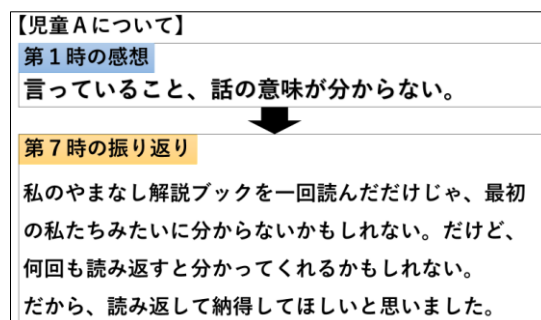 【児童Aについて】
第1時の感想
言っていること、話の意味が分からない。
第7時の振り返り
私のやまなし解説ブックを一回読んだだけじゃ、最初
の私たちみたいに分からないかもしれない。だけど、
何回も読み返すと分かってくれるかもしれない。
だから、読み返して納得してほしいと思いました。